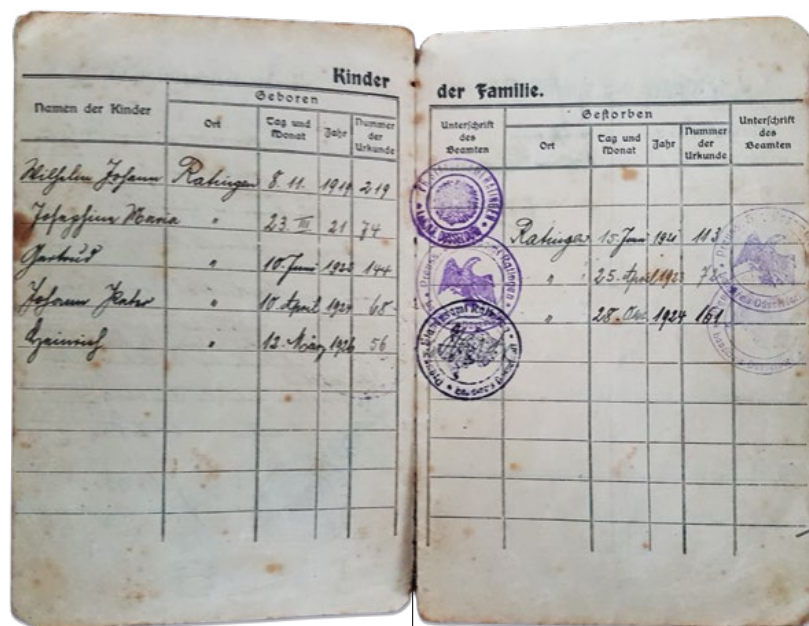 Kinder
Namen der Kinder
Geboren
Ort
Tag und Monat
Jahr
Nummer der Urkunde
Wilhelm Johann Ratingen 8. 11. 1919 219
Josephine Maria " 23. III 21 74
Gertrud " 10. Juni 1922 144
Johann Peter " 10. April 1924 68
Heinrich " 12. März 1926 56
der Familie.
Unterschrift des Beamten
Gestorben
Ort
Tag und Monat
Jahr
Nummer der Urkunde
Unterschrift des Beamten
Ratingen 15. Juni 1921 113
" 25. April 1923 72
" 28. 1924 161